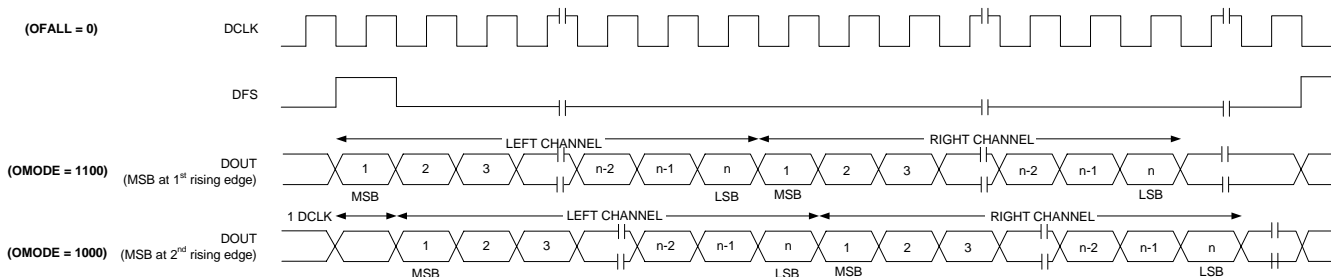 (OFALL = 0) DCLK
DFS
LEFT CHANNEL RIGHT CHANNEL
(OMODE = 1100) DOUT 1 2 3 n-2 n-1 n 1 2 3 n-2 n-1 n
(MSB at 1st rising edge)
MSB LSB MSB LSB
1 DCLK LEFT CHANNEL RIGHT CHANNEL
(OMODE = 1000) DOUT 1 2 3 n-2 n-1 n 1 2 3 n-2 n-1 n
(MSB at 2nd rising edge)
MSB LSB MSB LSB